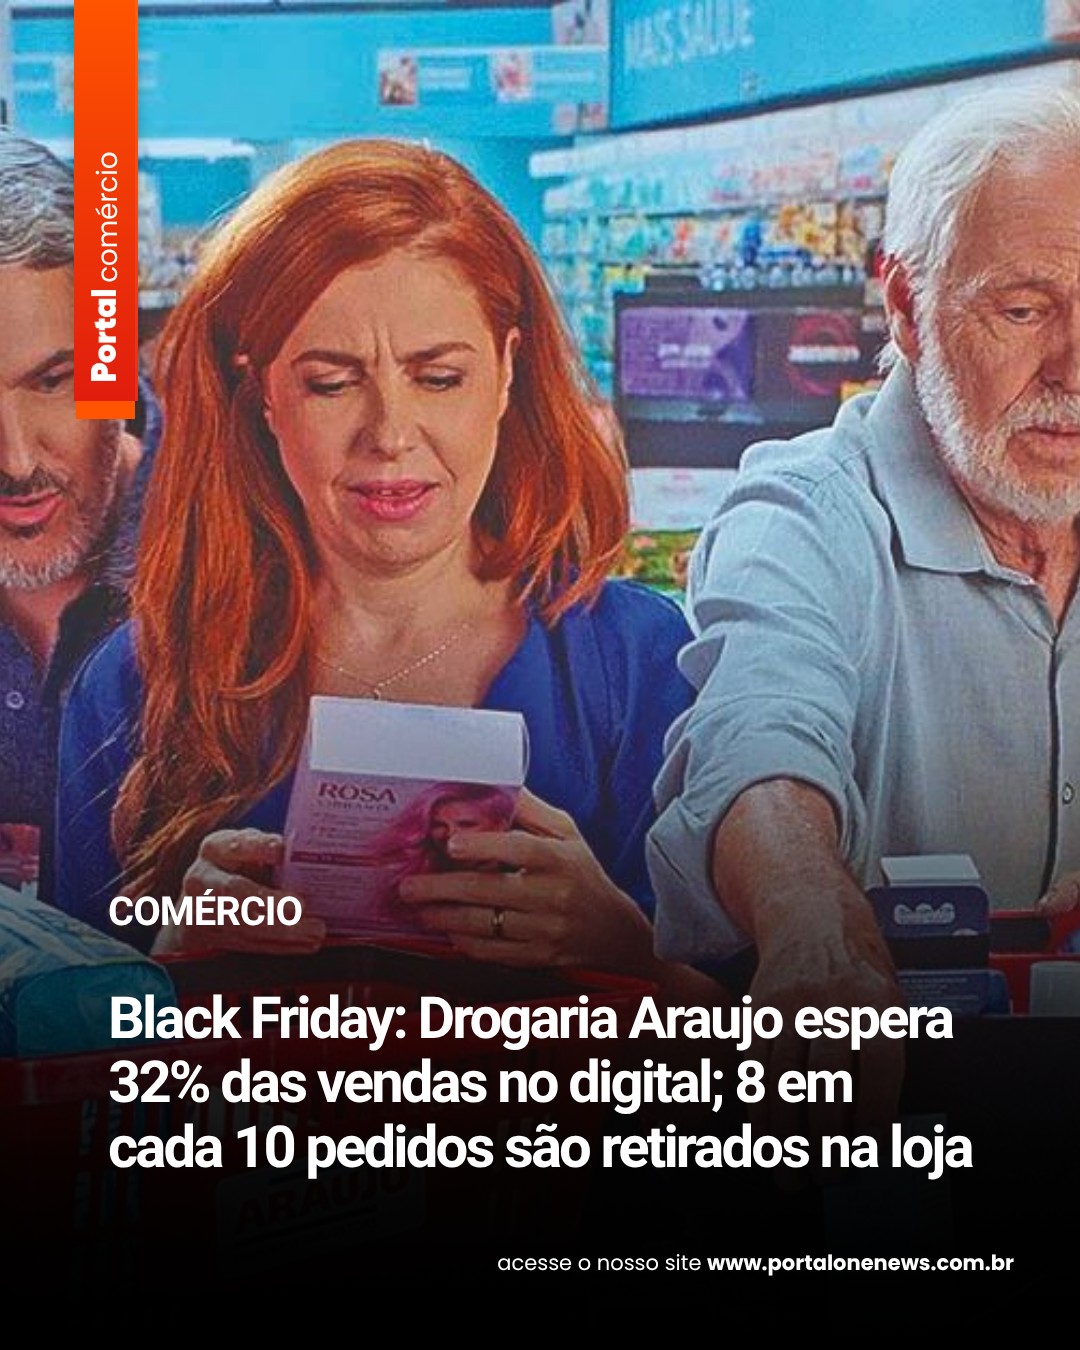 MAIS SAÚDE
Portal comércio
ROSA
COMÉRCIO
Black Friday: Drogaria Araujo espera
32% das vendas no digital; 8 em
cada 10 pedidos são retirados na loja
ARAUJO
acesse o nosso site www.portalonenews.com.br